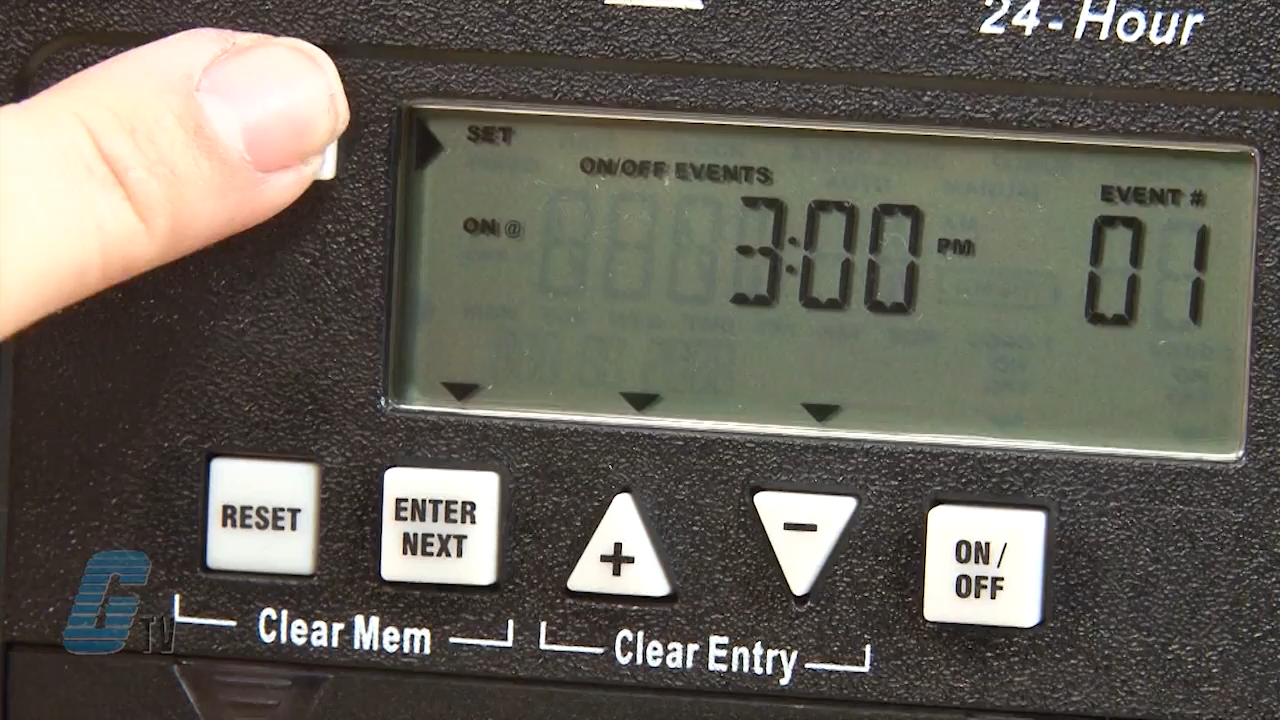 24-Hour
SET
ON/OFF EVENTS
EVENT #
ON @ 3:00 PM 01
RESET
ENTER
NEXT
+
-
ON /
OFF
Clear Mem
Clear Entry
G TV